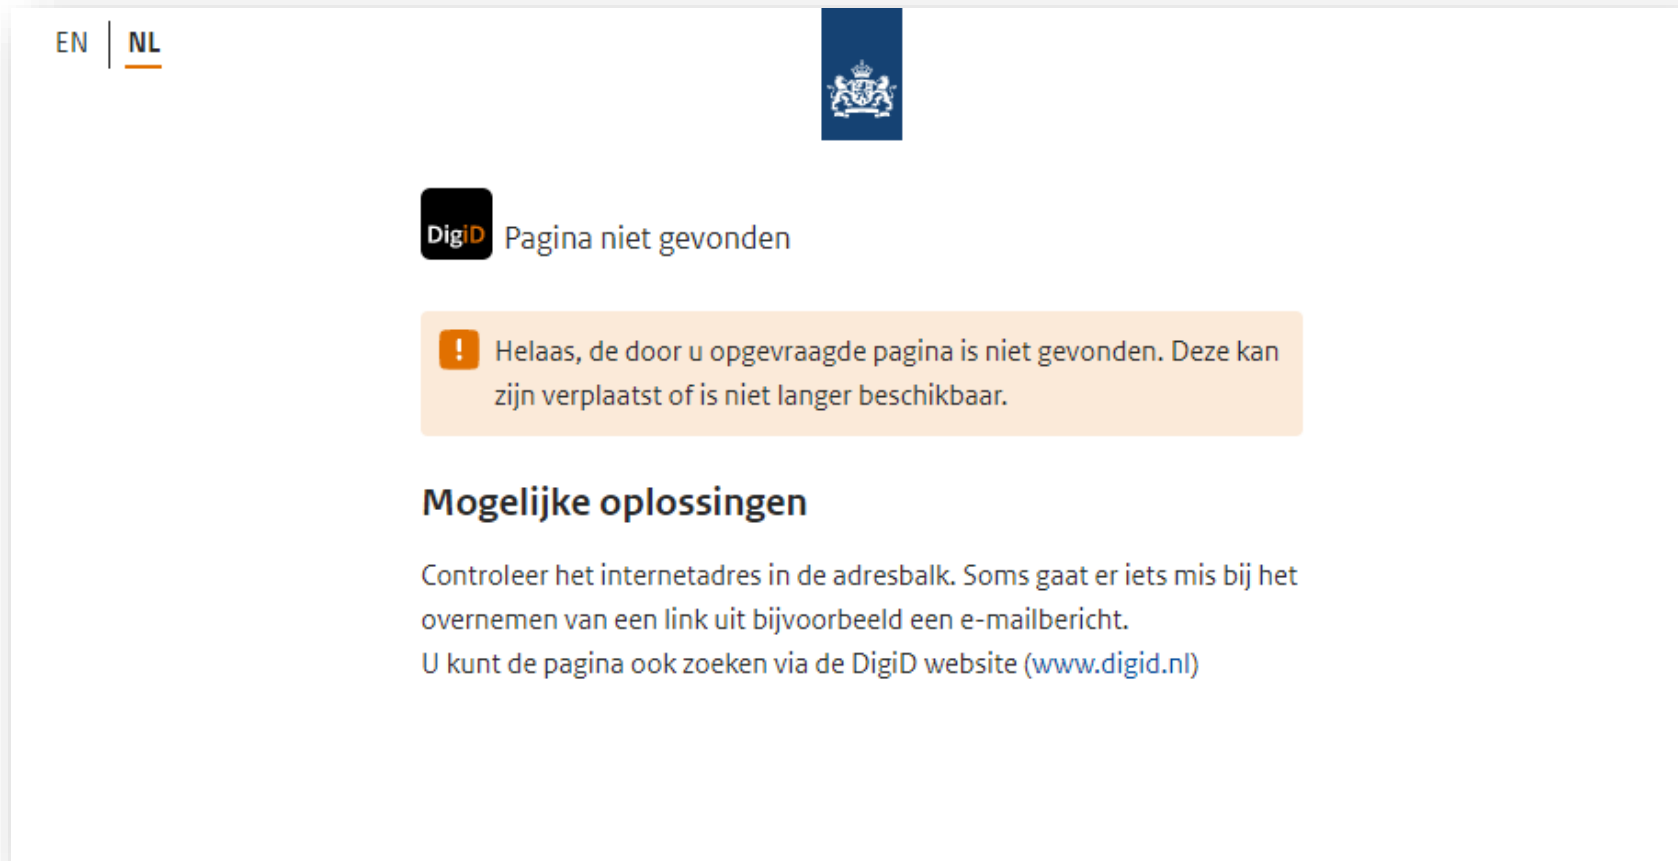 EN NL
DigiD Pagina niet gevonden
! Helaas, de door u opgevraagde pagina is niet gevonden. Deze kan
zijn verplaatst of is niet langer beschikbaar.
Mogelijke oplossingen
Controleer het internetadres in de adresbalk. Soms gaat er iets mis bij het
overnemen van een link uit bijvoorbeeld een e-mailbericht.
U kunt de pagina ook zoeken via de DigiD website (www.digid.nl)